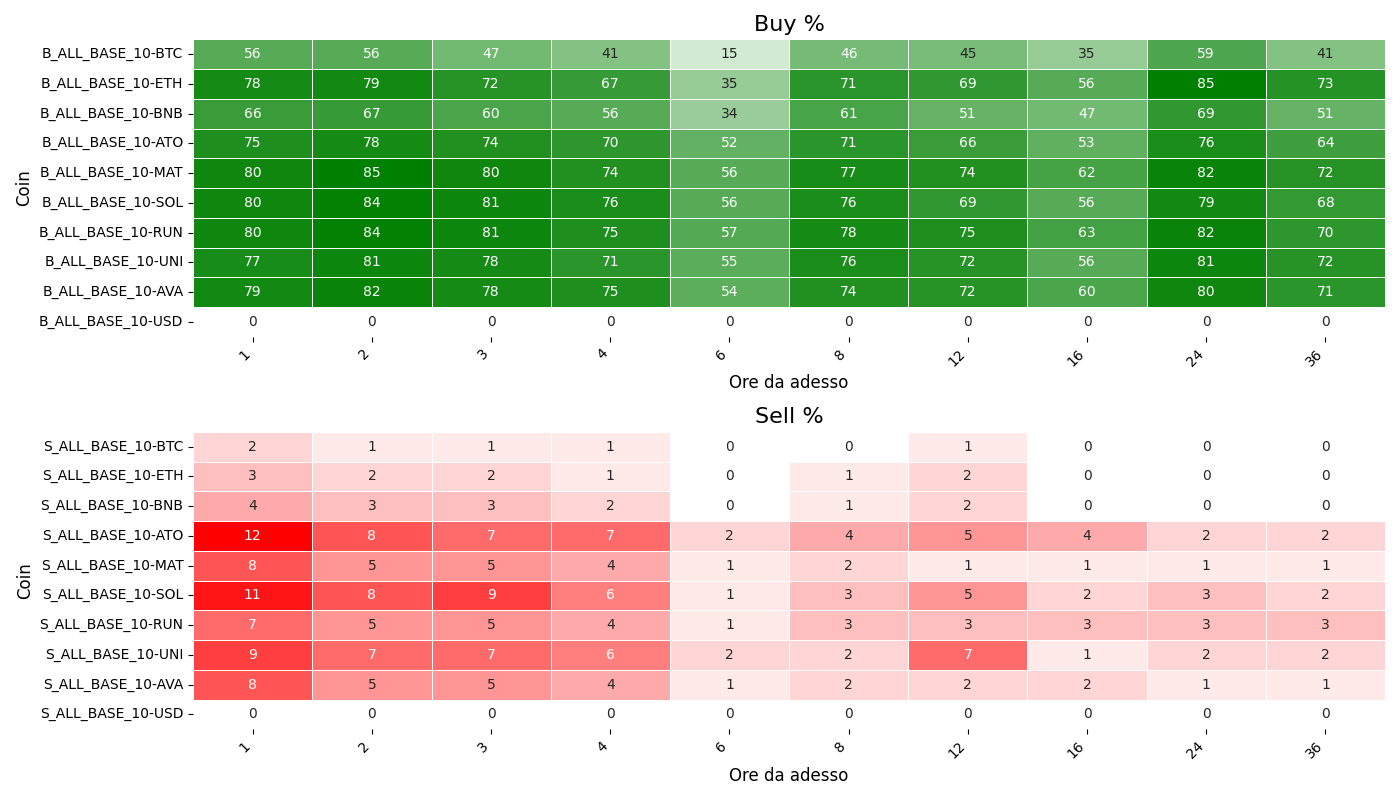 Buy %
Coin
B_ALL_BASE_10-BTC 56 56 47 41 15 46 45 35 59 41
B_ALL_BASE_10-ETH 78 79 72 67 35 71 69 56 85 73
B_ALL_BASE_10-BNB 66 67 60 56 34 61 51 47 69 51
B_ALL_BASE_10-ATO 75 78 74 70 52 71 66 53 76 64
B_ALL_BASE_10-MAT 80 85 80 74 56 77 74 62 82 72
B_ALL_BASE_10-SOL 80 84 81 76 56 76 69 56 79 68
B_ALL_BASE_10-RUN 80 84 81 75 57 78 75 63 82 70
B_ALL_BASE_10-UNI 77 81 78 71 55 76 72 56 81 72
B_ALL_BASE_10-AVA 79 82 78 75 54 74 72 60 80 71
B_ALL_BASE_10-USD 0 0 0 0 0 0 0 0 0 0
1 2 3 4 6 8 12 16 24 36
Ore da adesso
Sell %
Coin
S_ALL_BASE_10-BTC 2 1 1 1 0 0 1 0 0 0
S_ALL_BASE_10-ETH 3 2 2 1 0 1 2 0 0 0
S_ALL_BASE_10-BNB 4 3 3 2 0 1 2 0 0 0
S_ALL_BASE_10-ATO 12 8 7 7 2 4 5 4 2 2
S_ALL_BASE_10-MAT 8 5 5 4 1 2 1 1 1 1
S_ALL_BASE_10-SOL 11 8 9 6 1 3 5 2 3 2
S_ALL_BASE_10-RUN 7 5 5 4 1 3 3 3 3 3
S_ALL_BASE_10-UNI 9 7 7 6 2 2 7 1 2 2
S_ALL_BASE_10-AVA 8 5 5 4 1 2 2 2 1 1
S_ALL_BASE_10-USD 0 0 0 0 0 0 0 0 0 0
1 2 3 4 6 8 12 16 24 36
Ore da adesso